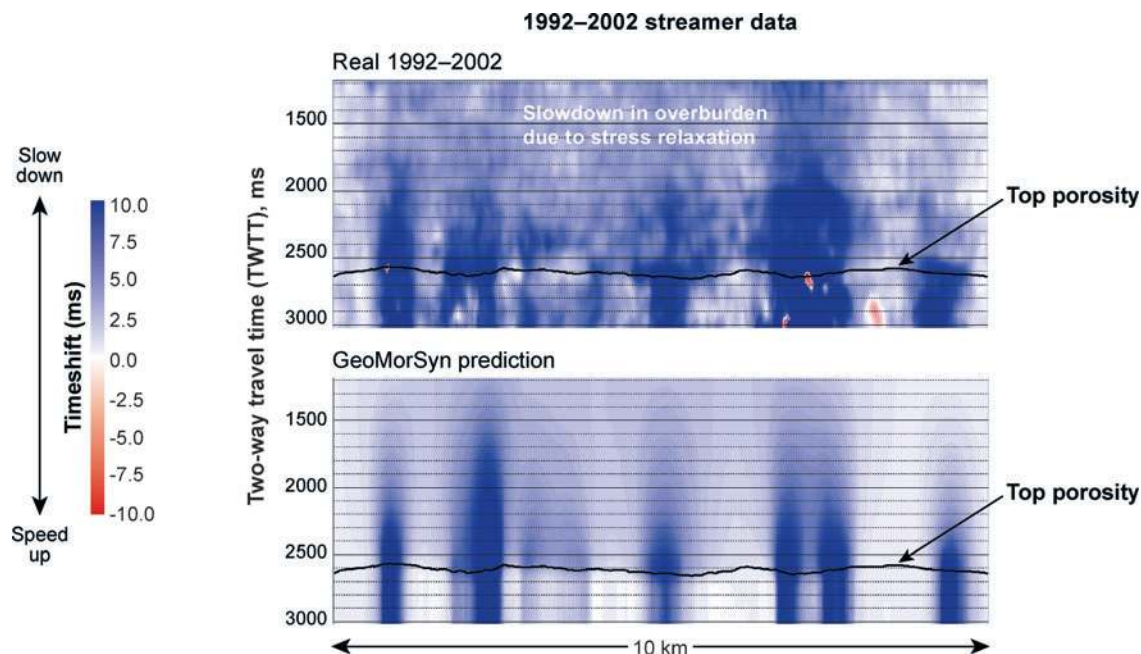 1992–2002 streamer data
Real 1992–2002
Slowdown in overburden
due to stress relaxation
1500
2000
2500
3000
Top porosity
Slow
down
10.0
7.5
5.0
2.5
0.0
-2.5
-5.0
-7.5
-10.0
Timeshift (ms)
Speed
up
Two-way travel time (TWTT), ms
GeoMorSyn prediction
1500
2000
2500
3000
Top porosity
10 km